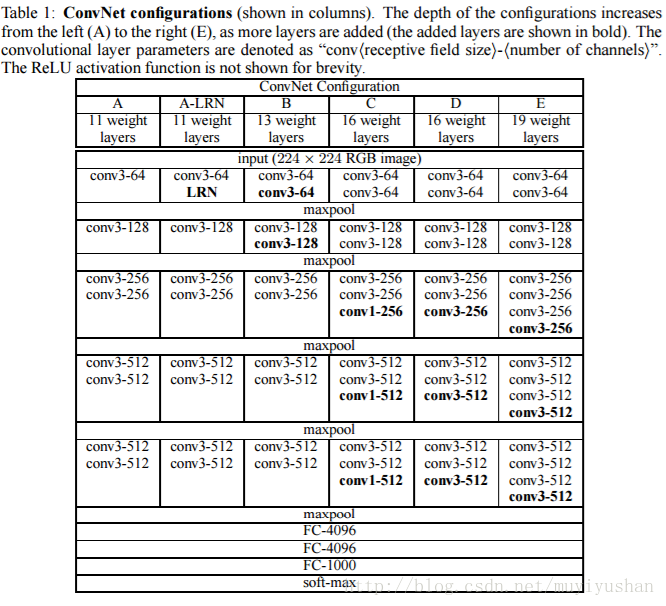 Table 1: ConvNet configurations (shown in columns). The depth of the configurations increases
from the left (A) to the right (E), as more layers are added (the added layers are shown in bold). The
convolutional layer parameters are denoted as “conv⟨receptive field size⟩-⟨number of channels⟩”.
The ReLU activation function is not shown for brevity.
ConvNet Configuration
A A-LRN B C D E
11 weight 11 weight 13 weight 16 weight 16 weight 19 weight
layers layers layers layers layers layers
input (224 × 224 RGB image)
conv3-64 conv3-64 conv3-64 conv3-64 conv3-64 conv3-64
LRN conv3-64 conv3-64 conv3-64 conv3-64
maxpool
conv3-128 conv3-128 conv3-128 conv3-128 conv3-128 conv3-128
conv3-128 conv3-128 conv3-128 conv3-128
maxpool
conv3-256 conv3-256 conv3-256 conv3-256 conv3-256 conv3-256
conv3-256 conv3-256 conv3-256 conv3-256 conv3-256 conv3-256
conv1-256 conv3-256 conv3-256
conv3-256
maxpool
conv3-512 conv3-512 conv3-512 conv3-512 conv3-512 conv3-512
conv3-512 conv3-512 conv3-512 conv3-512 conv3-512 conv3-512
conv1-512 conv3-512 conv3-512
conv3-512
maxpool
conv3-512 conv3-512 conv3-512 conv3-512 conv3-512 conv3-512
conv3-512 conv3-512 conv3-512 conv3-512 conv3-512 conv3-512
conv1-512 conv3-512 conv3-512
conv3-512
maxpool
FC-4096
FC-4096
FC-1000
soft-max
http://blog.csdn.net/muyiyushan